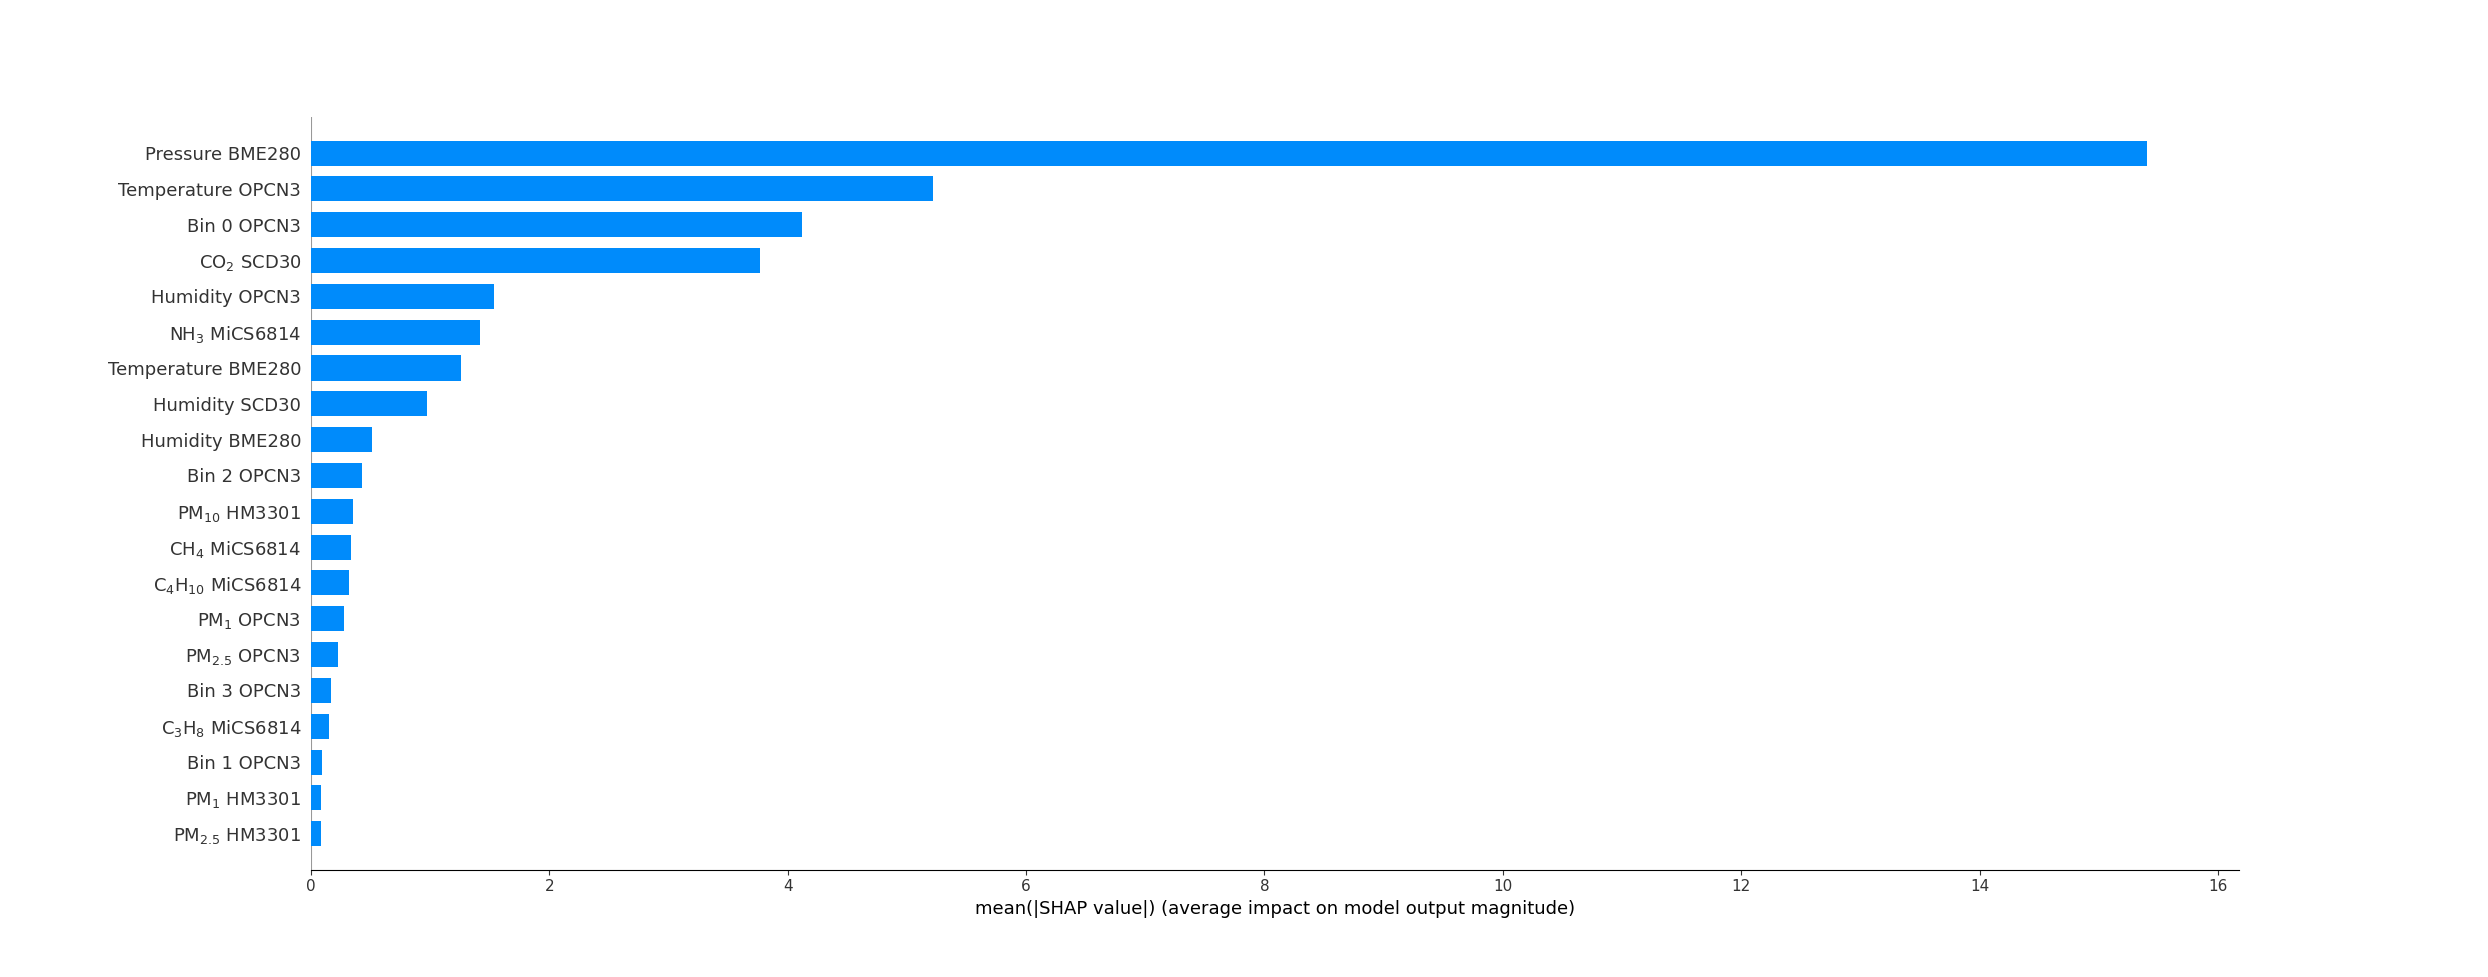 Pressure BME280
Temperature OPCN3
Bin 0 OPCN3
CO₂ SCD30
Humidity OPCN3
NH₃ MiCS6814
Temperature BME280
Humidity SCD30
Humidity BME280
Bin 2 OPCN3
PM₁₀ HM3301
CH₄ MiCS6814
C₄H₁₀ MiCS6814
PM₁ OPCN3
PM₂.₅ OPCN3
Bin 3 OPCN3
C₃H₈ MiCS6814
Bin 1 OPCN3
PM₁ HM3301
PM₂.₅ HM3301
0 2 4 6 8 10 12 14 16
mean(|SHAP value|) (average impact on model output magnitude)